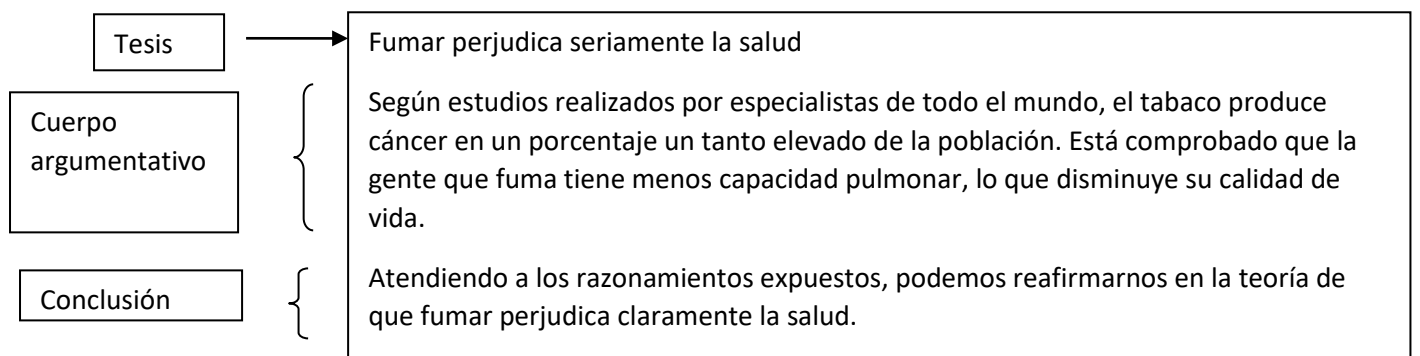 Tesis
Fumar perjudica seriamente la salud
Cuerpo
argumentativo
Según estudios realizados por especialistas de todo el mundo, el tabaco produce
cáncer en un porcentaje un tanto elevado de la población. Está comprobado que la
gente que fuma tiene menos capacidad pulmonar, lo que disminuye su calidad de
vida.
Conclusión
Atendiendo a los razonamientos expuestos, podemos reafirmarnos en la teoría de
que fumar perjudica claramente la salud.